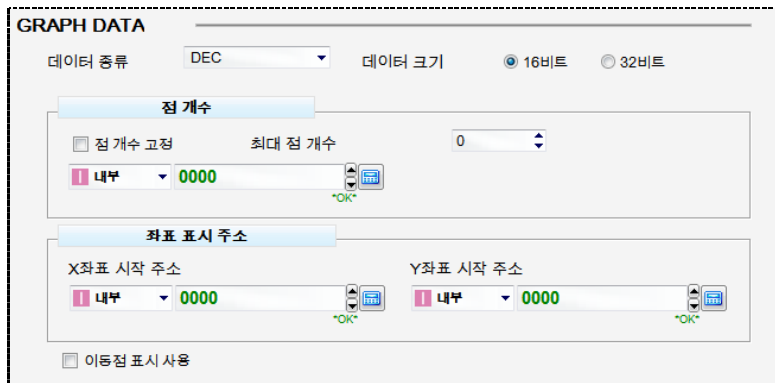 GRAPH DATA
데이터 종류 DEC 데이터 크기 16비트 32비트
점 개수
점 개수 고정 최대 점 개수 0
내부 0000
*OK*
좌표 표시 주소
X좌표 시작 주소 Y좌표 시작 주소
내부 0000 내부 0000
*OK* *OK*
이동점 표시 사용